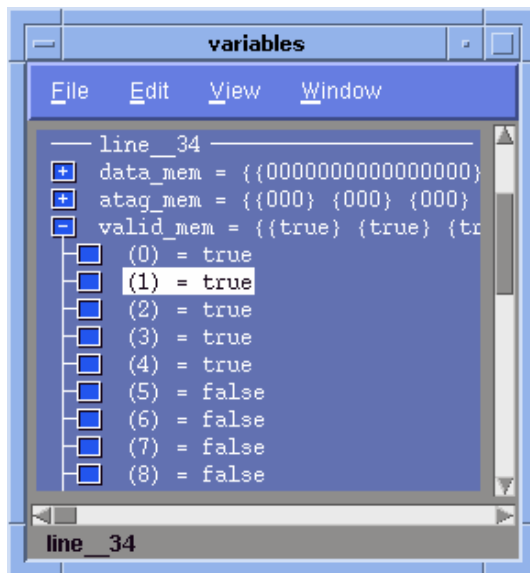 variables
File Edit View Window
line__34
data_mem = {{0000000000000000}
atag_mem = {{000} {000} {000}
valid_mem = {{true} {true} {tr
(0) = true
(1) = true
(2) = true
(3) = true
(4) = true
(5) = false
(6) = false
(7) = false
(8) = false
line__34